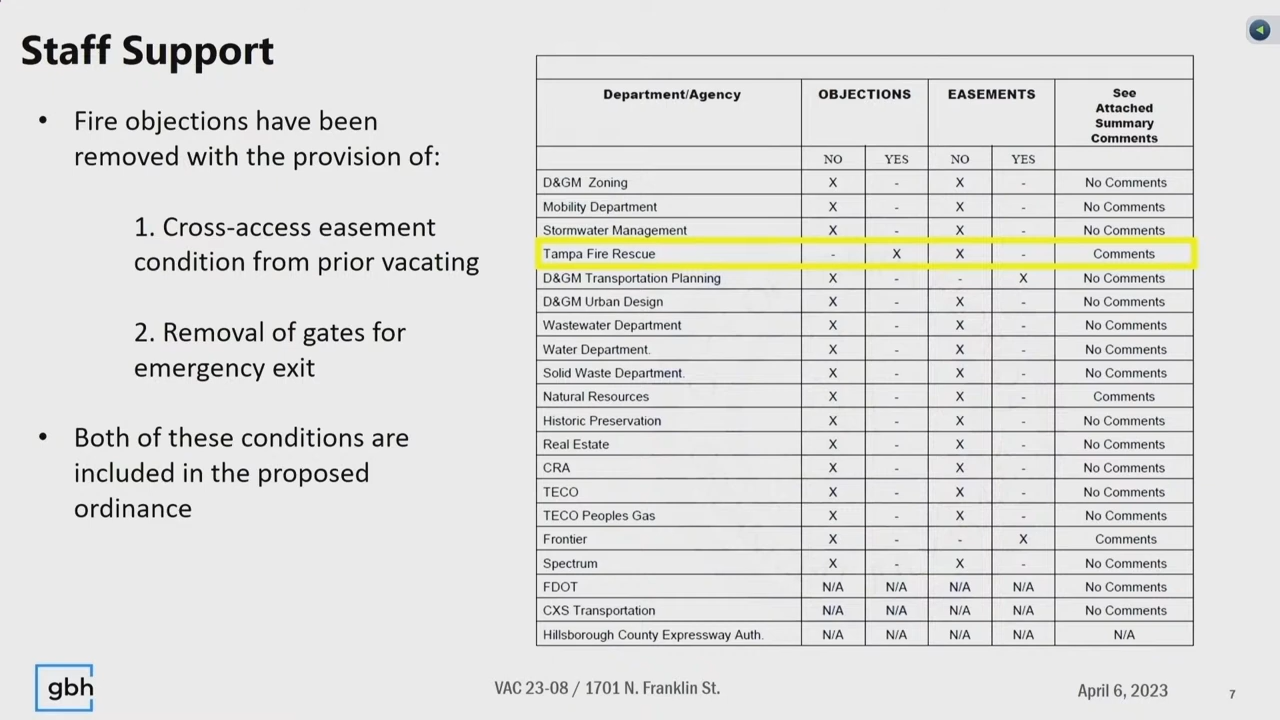 Staff Support
• Fire objections have been
removed with the provision of:
1. Cross-access easement
condition from prior vacating
2. Removal of gates for
emergency exit
• Both of these conditions are
included in the proposed
ordinance
Department/Agency OBJECTIONS EASEMENTS See
Attached
Summary
Comments
NO YES NO YES
D&GM Zoning X - X - No Comments
Mobility Department X - X - No Comments
Stormwater Management X - X - No Comments
Tampa Fire Rescue - X X - Comments
D&GM Transportation Planning X - - X No Comments
D&GM Urban Design X - X - No Comments
Wastewater Department X - X - No Comments
Water Department. X - X - No Comments
Solid Waste Department. X - X - No Comments
Natural Resources X - X - Comments
Historic Preservation X - X - No Comments
Real Estate X - X - No Comments
CRA X - X - No Comments
TECO X - X - No Comments
TECO Peoples Gas X - X - No Comments
Frontier X - - X Comments
Spectrum X - X - No Comments
FDOT N/A N/A N/A N/A No Comments
CXS Transportation N/A N/A N/A N/A No Comments
Hillsborough County Expressway Auth. N/A N/A N/A N/A N/A
gbh
VAC 23-08 / 1701 N. Franklin St.
April 6, 2023
7